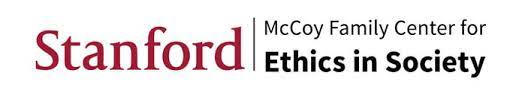 Stanford
McCoy Family Center for
Ethics in Society